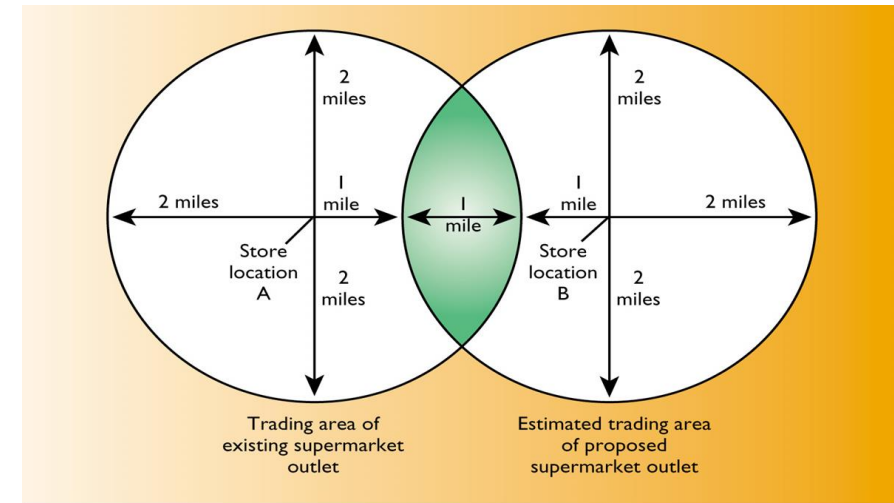 2
miles
2
miles
2 miles
1
mile
1
mile
1
mile
2 miles
Store
location
A
Store
location
B
2
miles
2
miles
Trading area of
existing supermarket
outlet
Estimated trading area
of proposed
supermarket outlet